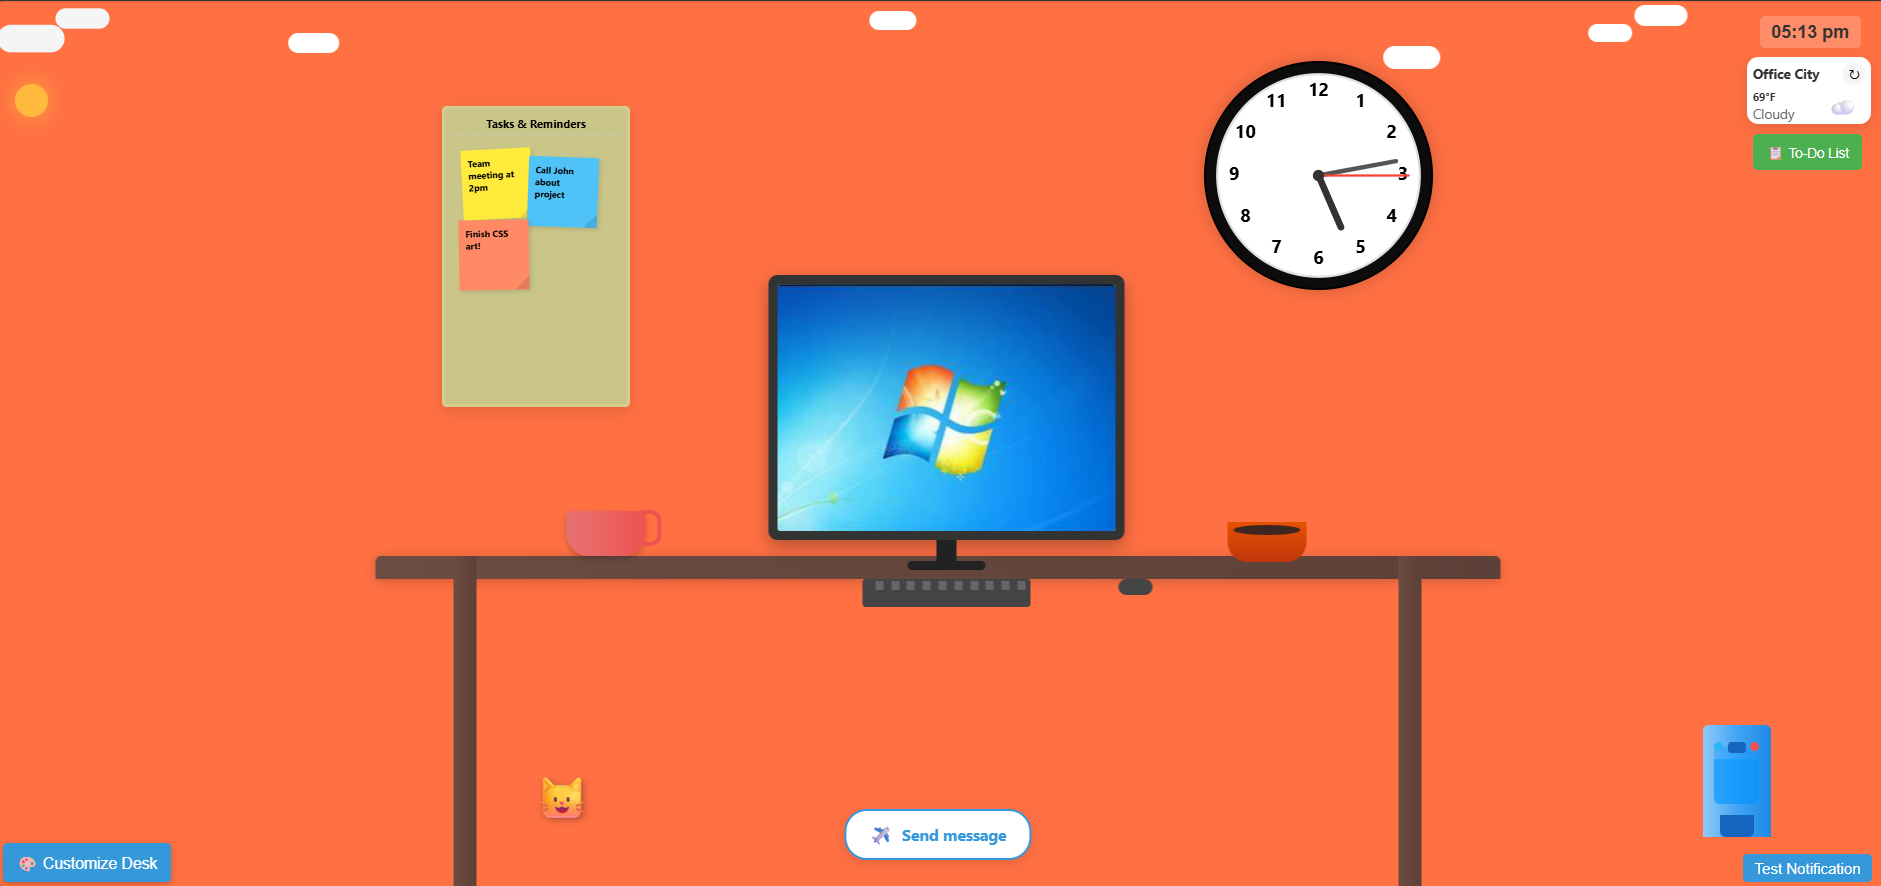 05:13 pm
Office City
↻
69°F
Cloudy
To-Do List
Tasks & Reminders
Team
meeting at
2pm
Call John
about
project
Finish CSS
art!
12
1
2
3
4
5
6
7
8
9
10
11
Send message
Customize Desk
Test Notification